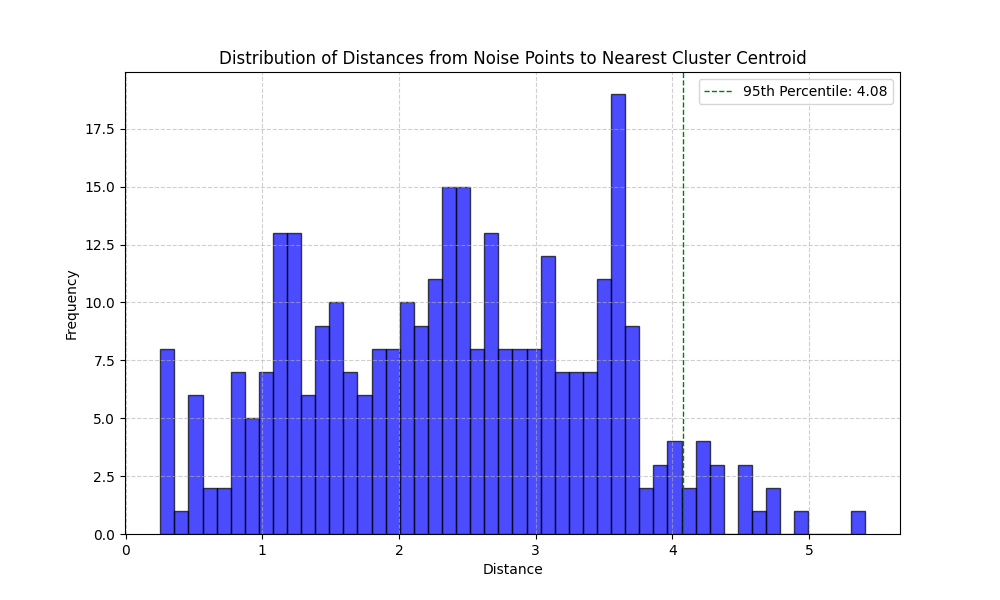 Distribution of Distances from Noise Points to Nearest Cluster Centroid
95th Percentile: 4.08
17.5
15.0
12.5
10.0
7.5
5.0
2.5
0.0
Frequency
0 1 2 3 4 5
Distance